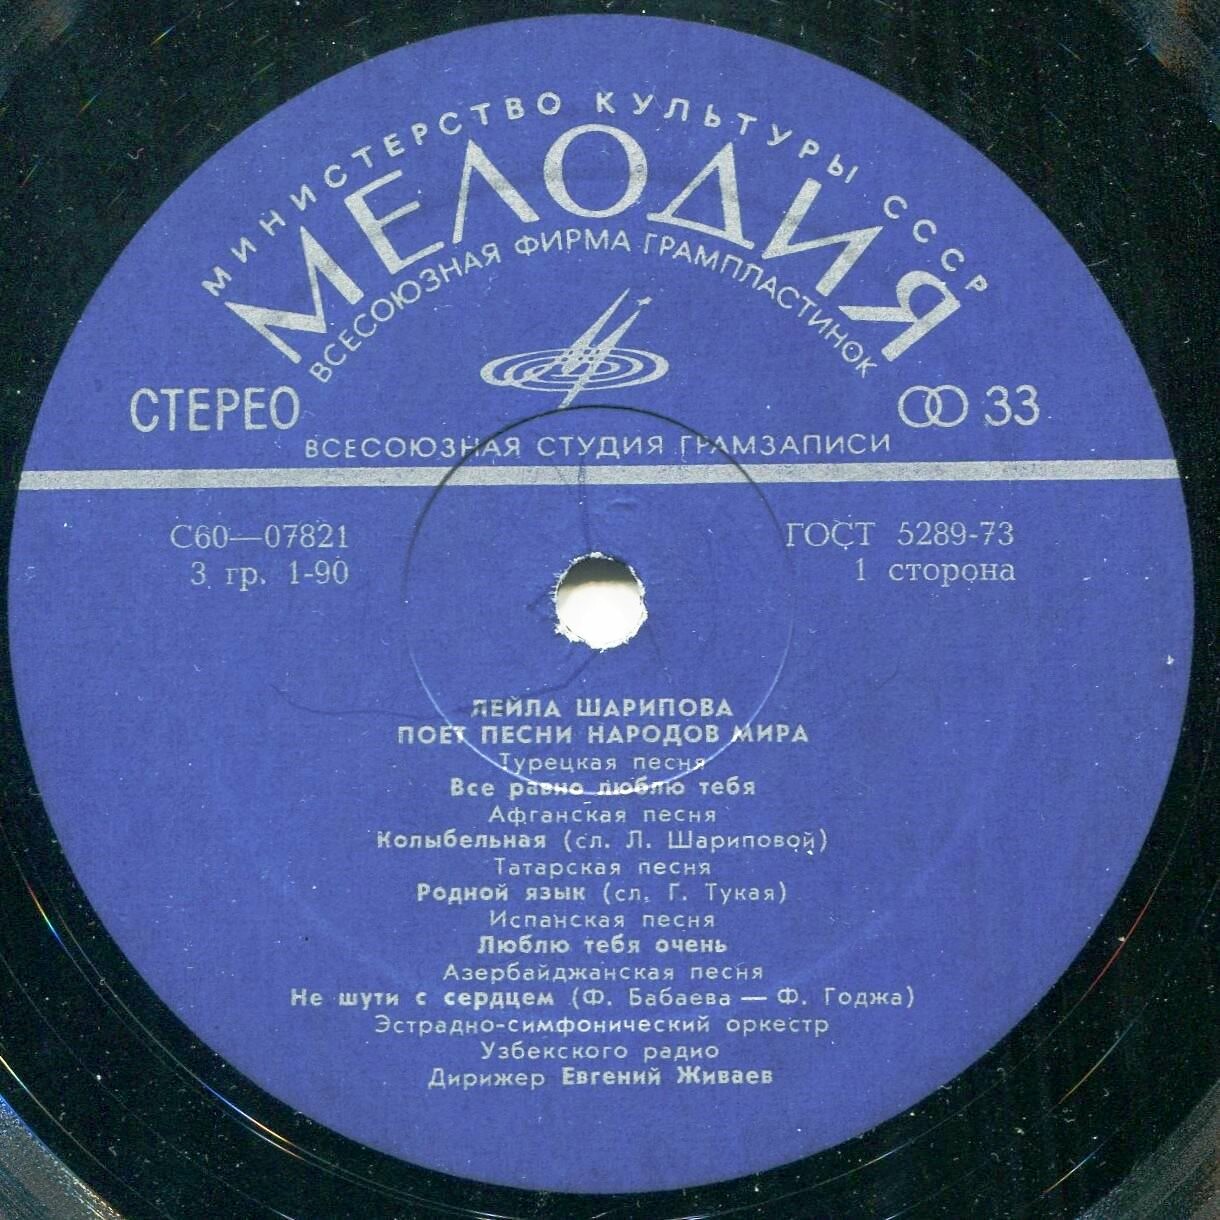 МИНИСТЕРСТВО КУЛЬТУРЫ СССР
МЕЛОДИЯ
ВСЕСОЮЗНАЯ ФИРМА ГРАМПЛАСТИНОК
СТЕРЕО
33
ВСЕСОЮЗНАЯ СТУДИЯ ГРАМЗАПИСИ
С60—07821
ГОСТ 5289-73
3 гр. 1-90
1 сторона
ЛЕЙЛА ШАРИПОВА
ПОЕТ ПЕСНИ НАРОДОВ МИРА
Турецкая песня
Все равно люблю тебя
Афганская песня
Колыбельная (сл. Л. Шариповой)
Татарская песня
Родной язык (сл. Г. Тукая)
Испанская песня
Люблю тебя очень
Азербайджанская песня
Не шути с сердцем (Ф. Бабаева — Ф. Годжа)
Эстрадно-симфонический оркестр
Узбекского радио
Дирижер Евгений Живаев